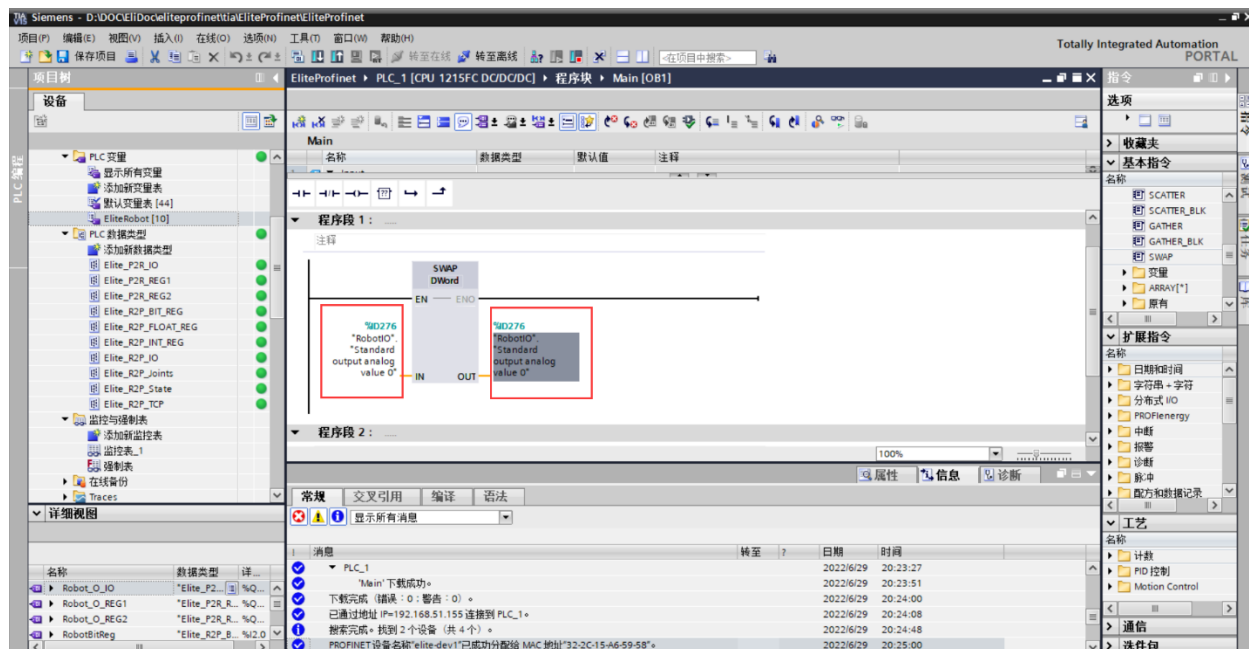 Siemens - D:\DOC\EliDoc\eliteprofinet\tia\EliteProfinet\EliteProfinet
项目(P) 编辑(E) 视图(V) 插入(I) 在线(O) 选项(N) 工具(T) 窗口(W) 帮助(H)
Totally Integrated Automation
PORTAL
保存项目 转至在线 转至离线 <在项目中搜索>
项目树
设备
PLC 编程
PLC 变量
显示所有变量
添加新变量表
默认变量表 [44]
EliteRobot [10]
PLC 数据类型
添加新数据类型
Elite_P2R_IO
Elite_P2R_REG1
Elite_P2R_REG2
Elite_R2P_BIT_REG
Elite_R2P_FLOAT_REG
Elite_R2P_INT_REG
Elite_R2P_IO
Elite_R2P_Joints
Elite_R2P_State
Elite_R2P_TCP
监控与强制表
添加新监控表
监控表_1
强制表
在线备份
Traces
详细视图
名称 数据类型 详...
Robot_O_IO "Elite_P2... %Q...
Robot_O_REG1 "Elite_P2R_R... %Q...
Robot_O_REG2 "Elite_P2R_R... %Q...
RobotBitReg "Elite_R2P_B... %I2.0
EliteProfinet PLC_1 [CPU 1215FC DC/DC/DC] 程序块 Main [OB1]
Main
名称 数据类型 默认值 注释
程序段 1： .....
注释
SWAP
DWord
EN ENO
%ID276
"RobotIO".
"Standard
output analog
value 0"
IN OUT
%ID276
"RobotIO".
"Standard
output analog
value 0"
程序段 2： .....
100%
属性 信息 诊断
常规 交叉引用 编译 语法
显示所有消息
! 消息 转至 ? 日期 时间
PLC_1 2022/6/29 20:23:27
'Main' 下载成功。 2022/6/29 20:23:51
下载完成（错误：0；警告：0）。 2022/6/29 20:24:00
已通过地址 IP=192.168.51.155 连接到 PLC_1。 2022/6/29 20:24:08
搜索完成。找到 2 个设备（共 4 个）。 2022/6/29 20:24:48
PROFINET 设备名称"elite-dev1"已成功分配给 MAC 地址"32-2C-15-A6-59-58"。 2022/6/29 20:25:00
指令
选项
收藏夹
基本指令
名称
SCATTER
SCATTER_BLK
GATHER
GATHER_BLK
SWAP
变量
ARRAY[*]
原有
扩展指令
名称
日期和时间
字符串 + 字符
分布式 I/O
PROFIenergy
中断
报警
诊断
脉冲
配方和数据记录
工艺
名称
计数
PID 控制
Motion Control
通信
选件包